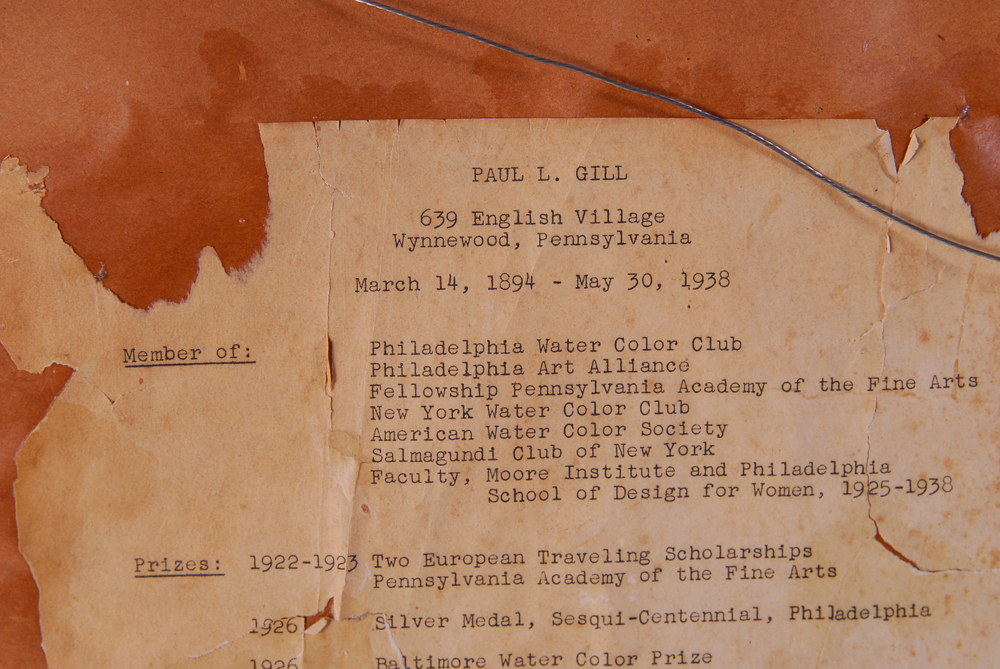 PAUL L. GILL
639 English Village
Wynnewood, Pennsylvania
March 14, 1894 - May 30, 1938
Member of: Philadelphia Water Color Club
Philadelphia Art Alliance
Fellowship Pennsylvania Academy of the Fine Arts
New York Water Color Club
American Water Color Society
Salmagundi Club of New York
Faculty, Moore Institute and Philadelphia
School of Design for Women, 1925-1938
Prizes: 1922-1923 Two European Traveling Scholarships
Pennsylvania Academy of the Fine Arts
1926 Silver Medal, Sesqui-Centennial, Philadelphia
1926 Baltimore Water Color Prize